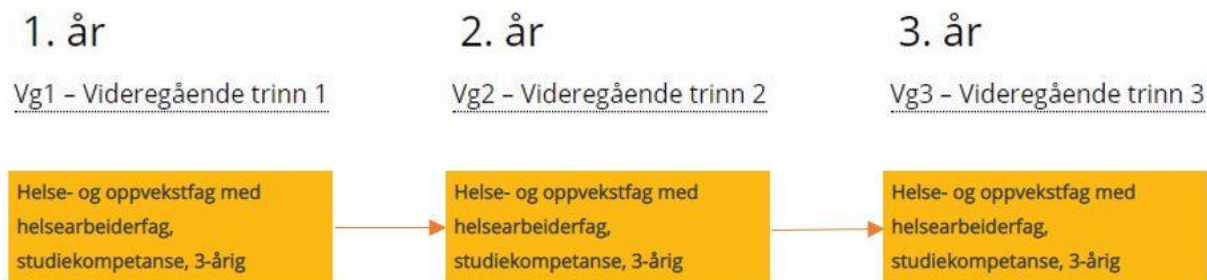 1. år
2. år
3. år
Vg1 – Videregående trinn 1
Vg2 – Videregående trinn 2
Vg3 – Videregående trinn 3
Helse- og oppvekstfag med
helsearbeiderfag,
studiekompetanse, 3-årig
Helse- og oppvekstfag med
helsearbeiderfag,
studiekompetanse, 3-årig
Helse- og oppvekstfag med
helsearbeiderfag,
studiekompetanse, 3-årig